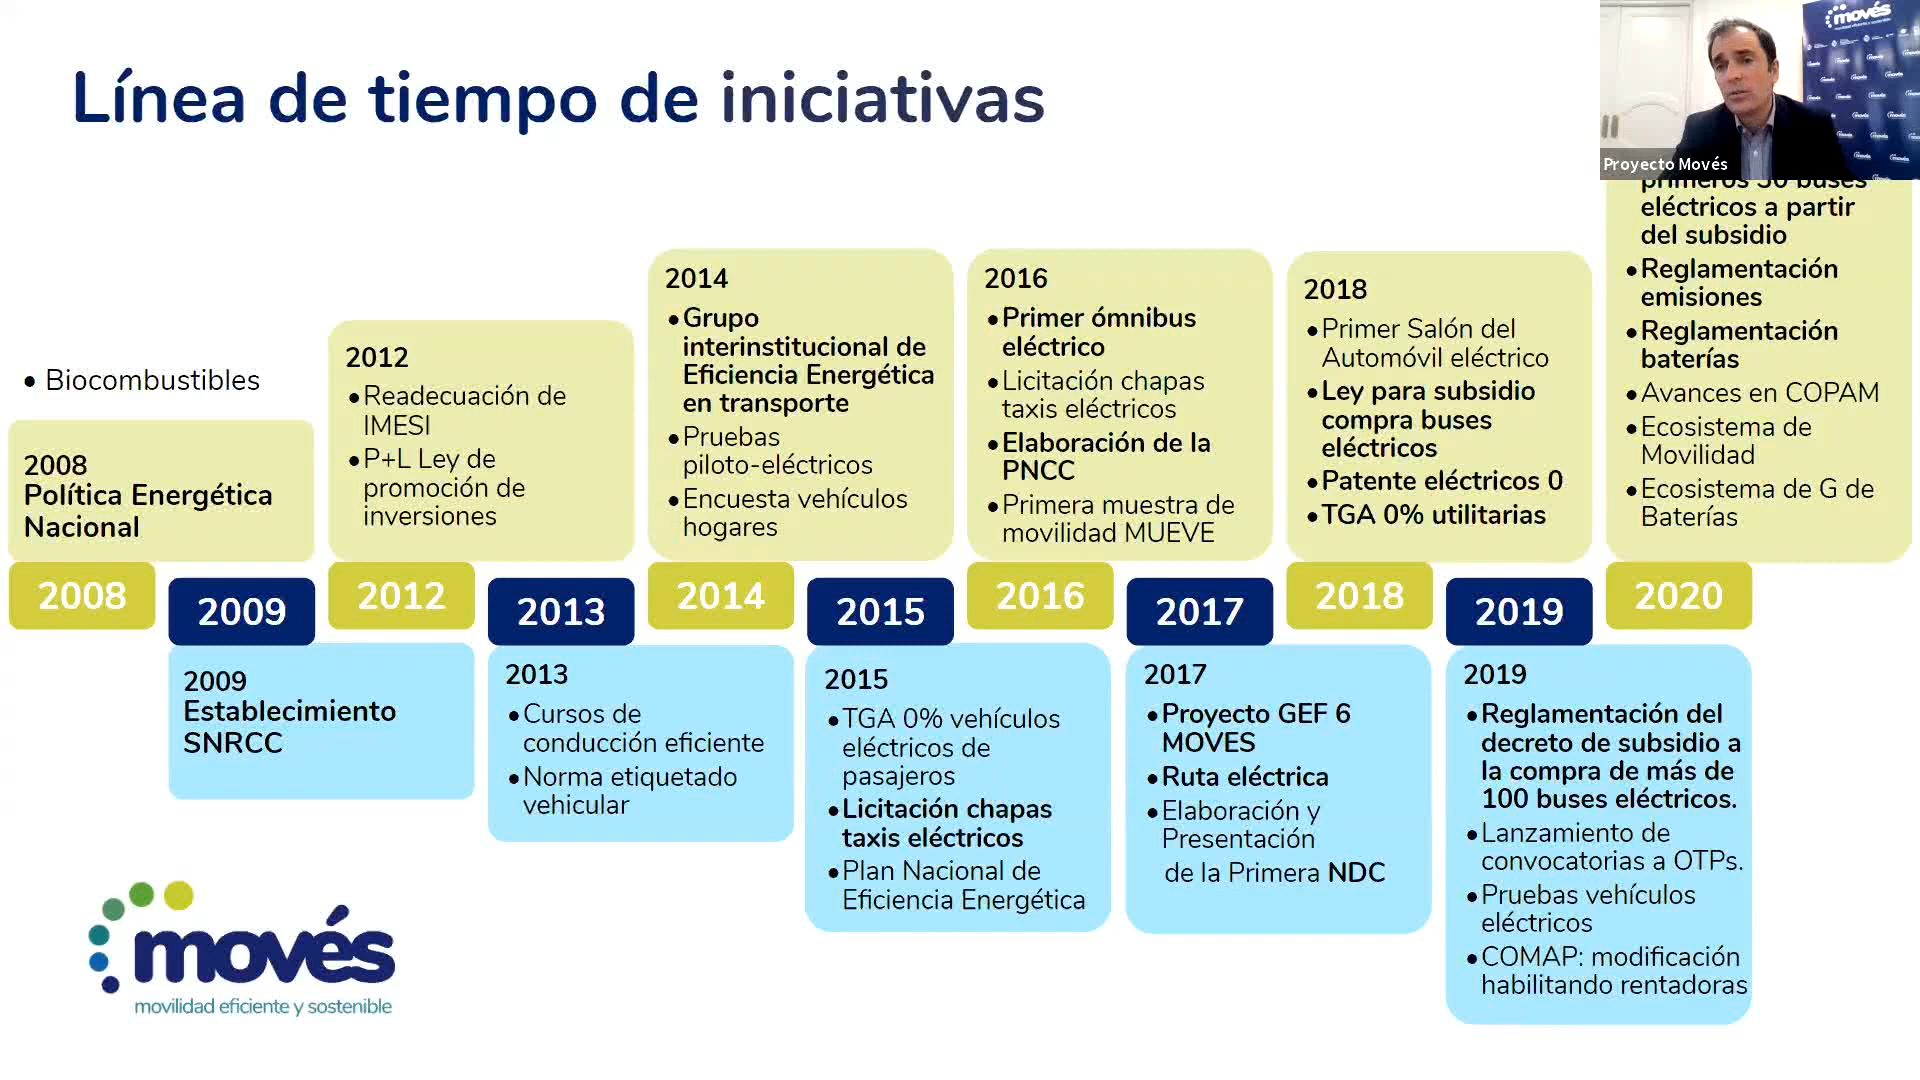 Línea de tiempo de iniciativas
movés
Proyecto Movés
• Biocombustibles
2008
Política Energética
Nacional
2012
•Readecuación de
IMESI
•P+L Ley de
promoción de
inversiones
2014
•Grupo
interinstitucional de
Eficiencia Energética
en transporte
•Pruebas
piloto-eléctricos
•Encuesta vehículos
hogares
2016
•Primer ómnibus
eléctrico
•Licitación chapas
taxis eléctricos
•Elaboración de la
PNCC
•Primera muestra de
movilidad MUEVE
2018
•Primer Salón del
Automóvil eléctrico
•Ley para subsidio
compra buses
eléctricos
•Patente eléctricos 0
•TGA 0% utilitarias
primeros 30 buses
eléctricos a partir
del subsidio
•Reglamentación
emisiones
•Reglamentación
baterías
•Avances en COPAM
•Ecosistema de
Movilidad
•Ecosistema de G de
Baterías
2008
2009
2012
2013
2014
2015
2016
2017
2018
2019
2020
2009
Establecimiento
SNRCC
2013
•Cursos de
conducción eficiente
•Norma etiquetado
vehicular
2015
•TGA 0% vehículos
eléctricos de
pasajeros
•Licitación chapas
taxis eléctricos
•Plan Nacional de
Eficiencia Energética
2017
•Proyecto GEF 6
MOVES
•Ruta eléctrica
•Elaboración y
Presentación
de la Primera NDC
2019
•Reglamentación del
decreto de subsidio a
la compra de más de
100 buses eléctricos.
•Lanzamiento de
convocatorias a OTPs.
•Pruebas vehículos
eléctricos
•COMAP: modificación
habilitando rentadoras
movés
movilidad eficiente y sostenible